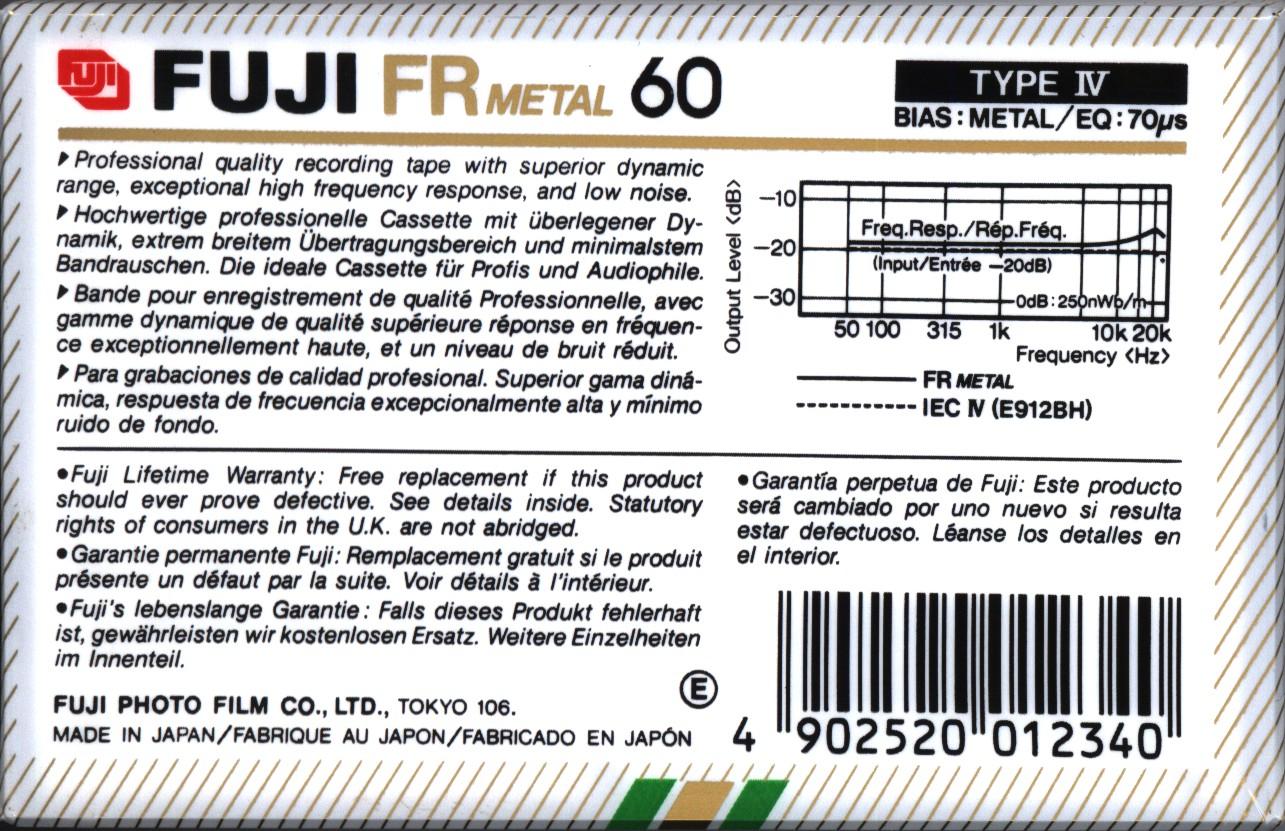 FUJI FUJI FR METAL 60
TYPE IV
BIAS : METAL/EQ : 70µs
Professional quality recording tape with superior dynamic
range, exceptional high frequency response, and low noise.
Hochwertige professionelle Cassette mit überlegener Dy-
namik, extrem breitem Übertragungsbereich und minimalstem
Bandrauschen. Die ideale Cassette für Profis und Audiophile.
Bande pour enregistrement de qualité Professionnelle, avec
gamme dynamique de qualité supérieure réponse en fréquen-
ce exceptionnellement haute, et un niveau de bruit réduit.
Para grabaciones de calidad profesional. Superior gama diná-
mica, respuesta de frecuencia excepcionalmente alta y mínimo
ruido de fondo.
Output Level <dB>
−10
−20
−30
Freq.Resp./Rép.Fréq.
(Input/Entrée −20dB)
0dB : 250nWb/m
50 100 315 1k 10k 20k
Frequency <Hz>
FR METAL
IEC IV (E912BH)
●Fuji Lifetime Warranty: Free replacement if this product
should ever prove defective. See details inside. Statutory
rights of consumers in the U.K. are not abridged.
●Garantie permanente Fuji: Remplacement gratuit si le produit
présente un défaut par la suite. Voir détails à l'intérieur.
●Fuji's lebenslange Garantie: Falls dieses Produkt fehlerhaft
ist, gewährleisten wir kostenlosen Ersatz. Weitere Einzelheiten
im Innenteil.
●Garantía perpetua de Fuji: Este producto
será cambiado por uno nuevo si resulta
estar defectuoso. Léanse los detalles en
el interior.
FUJI PHOTO FILM CO., LTD., TOKYO 106.
MADE IN JAPAN/FABRIQUE AU JAPON/FABRICADO EN JAPÓN
E
4 902520 012340